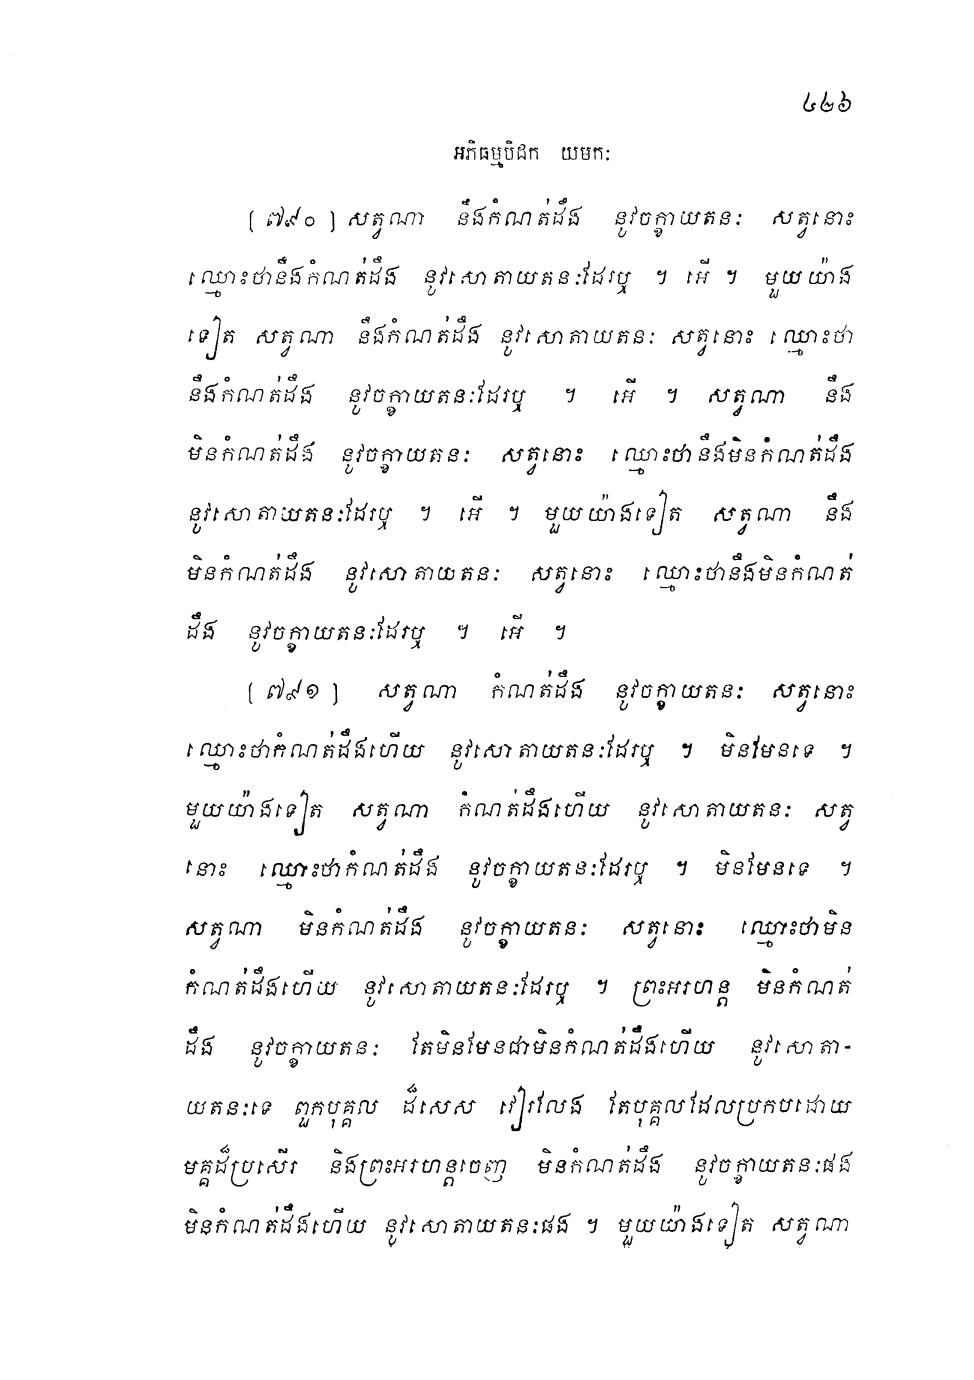 ៤២៦
អភិធម្មបិដក យមកៈ
[៧៩០] សត្វណា នឹងកំណត់ដឹង នូវចក្ខាយតនៈ សត្វនោះ
ឈ្មោះថានឹងកំណត់ដឹង នូវសោតាយតនៈដែរឬ ។ អើ ។ មួយយ៉ាង
ទៀត សត្វណា នឹងកំណត់ដឹង នូវសោតាយតនៈ សត្វនោះ ឈ្មោះថា
នឹងកំណត់ដឹង នូវចក្ខាយតនៈដែរឬ ។ អើ ។ សត្វណា នឹង
មិនកំណត់ដឹង នូវចក្ខាយតនៈ សត្វនោះ ឈ្មោះថានឹងមិនកំណត់ដឹង
នូវសោតាយតនៈដែរឬ ។ អើ ។ មួយយ៉ាងទៀត សត្វណា នឹង
មិនកំណត់ដឹង នូវសោតាយតនៈ សត្វនោះ ឈ្មោះថានឹងមិនកំណត់
ដឹង នូវចក្ខាយតនៈដែរឬ ។ អើ ។
[៧៩១] សត្វណា កំណត់ដឹង នូវចក្ខាយតនៈ សត្វនោះ
ឈ្មោះថាកំណត់ដឹងហើយ នូវសោតាយតនៈដែរឬ ។ មិនមែនទេ ។
មួយយ៉ាងទៀត សត្វណា កំណត់ដឹងហើយ នូវសោតាយតនៈ សត្វ
នោះ ឈ្មោះថាកំណត់ដឹង នូវចក្ខាយតនៈដែរឬ ។ មិនមែនទេ ។
សត្វណា មិនកំណត់ដឹង នូវចក្ខាយតនៈ សត្វនោះ ឈ្មោះថាមិន
កំណត់ដឹងហើយ នូវសោតាយតនៈដែរឬ ។ ព្រះអរហន្ត មិនកំណត់
ដឹង នូវចក្ខាយតនៈ តែមិនមែនជាមិនកំណត់ដឹងហើយ នូវសោតា-
យតនៈទេ ពួកបុគ្គល ដ៏សេស វៀរលែង តែបុគ្គលដែលប្រកបដោយ
មគ្គដ៏ប្រសើរ និងព្រះអរហន្តចេញ មិនកំណត់ដឹង នូវចក្ខាយតនៈផង
មិនកំណត់ដឹងហើយ នូវសោតាយតនៈផង ។ មួយយ៉ាងទៀត សត្វណា